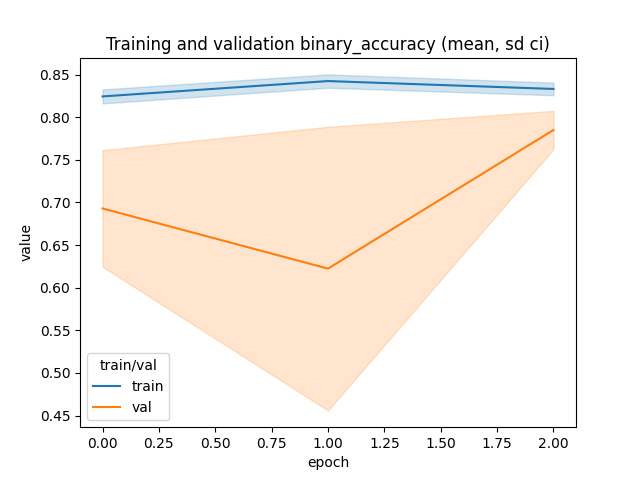 Training and validation binary_accuracy (mean, sd ci)
0.85
0.80
0.75
0.70
0.65
0.60
0.55
0.50
0.45
value
train/val
train
val
0.00 0.25 0.50 0.75 1.00 1.25 1.50 1.75 2.00
epoch